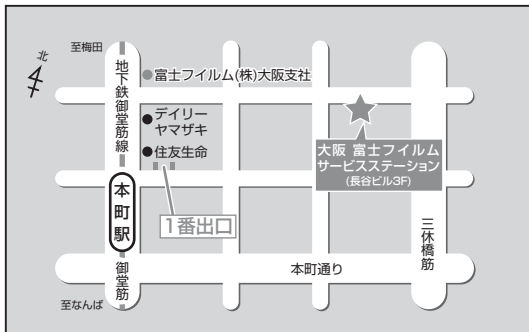 至梅田
北
地下鉄御堂筋線
富士フイルム(株)大阪支社
デイリー
ヤマザキ
住友生命
大阪 富士フイルム
サービスステーション
(長谷ビル3F)
本町駅
1番出口
三休橋筋
御堂筋
本町通り
至なんば